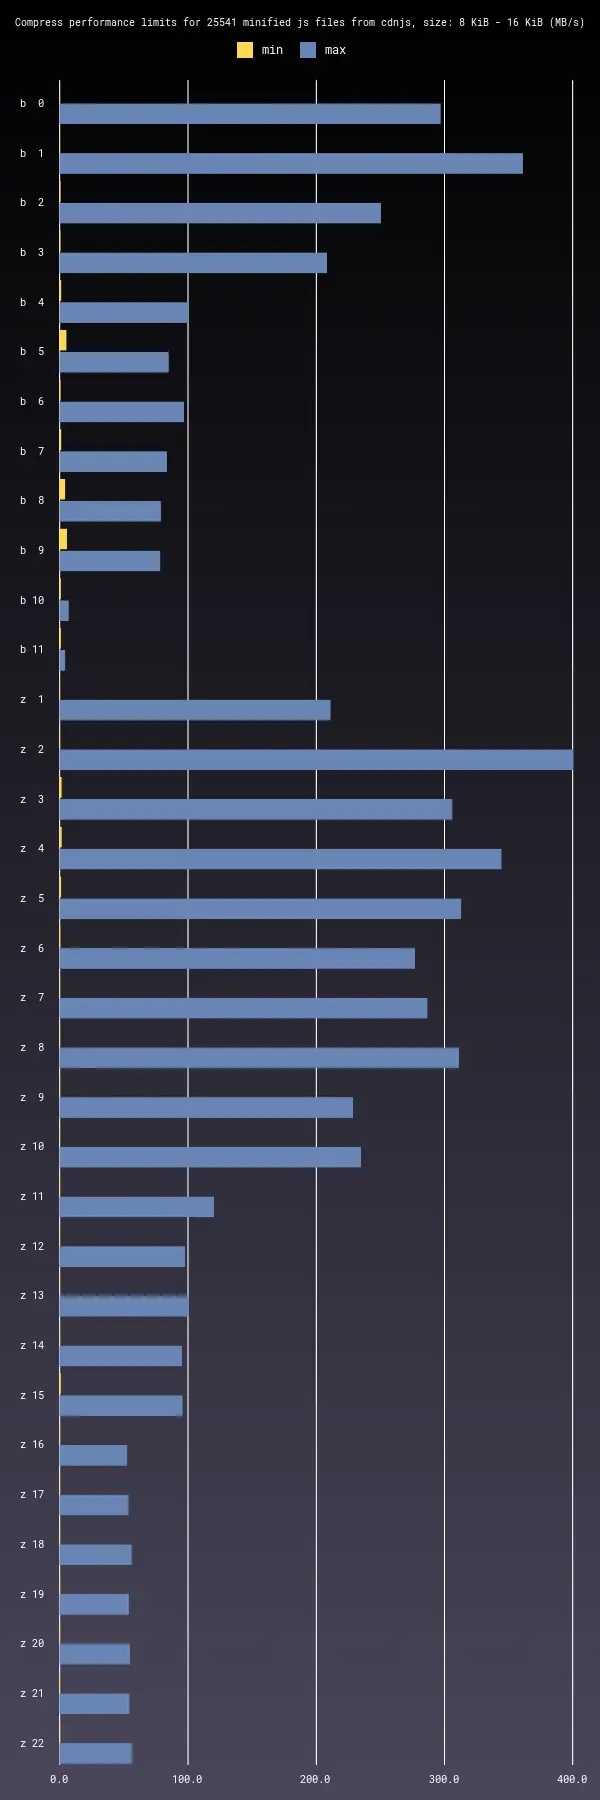 Compress performance limits for 25541 minified js files from cdnjs, size: 8 KiB - 16 KiB (MB/s)
min max
b 0
b 1
b 2
b 3
b 4
b 5
b 6
b 7
b 8
b 9
b 10
b 11
z 1
z 2
z 3
z 4
z 5
z 6
z 7
z 8
z 9
z 10
z 11
z 12
z 13
z 14
z 15
z 16
z 17
z 18
z 19
z 20
z 21
z 22
0.0 100.0 200.0 300.0 400.0